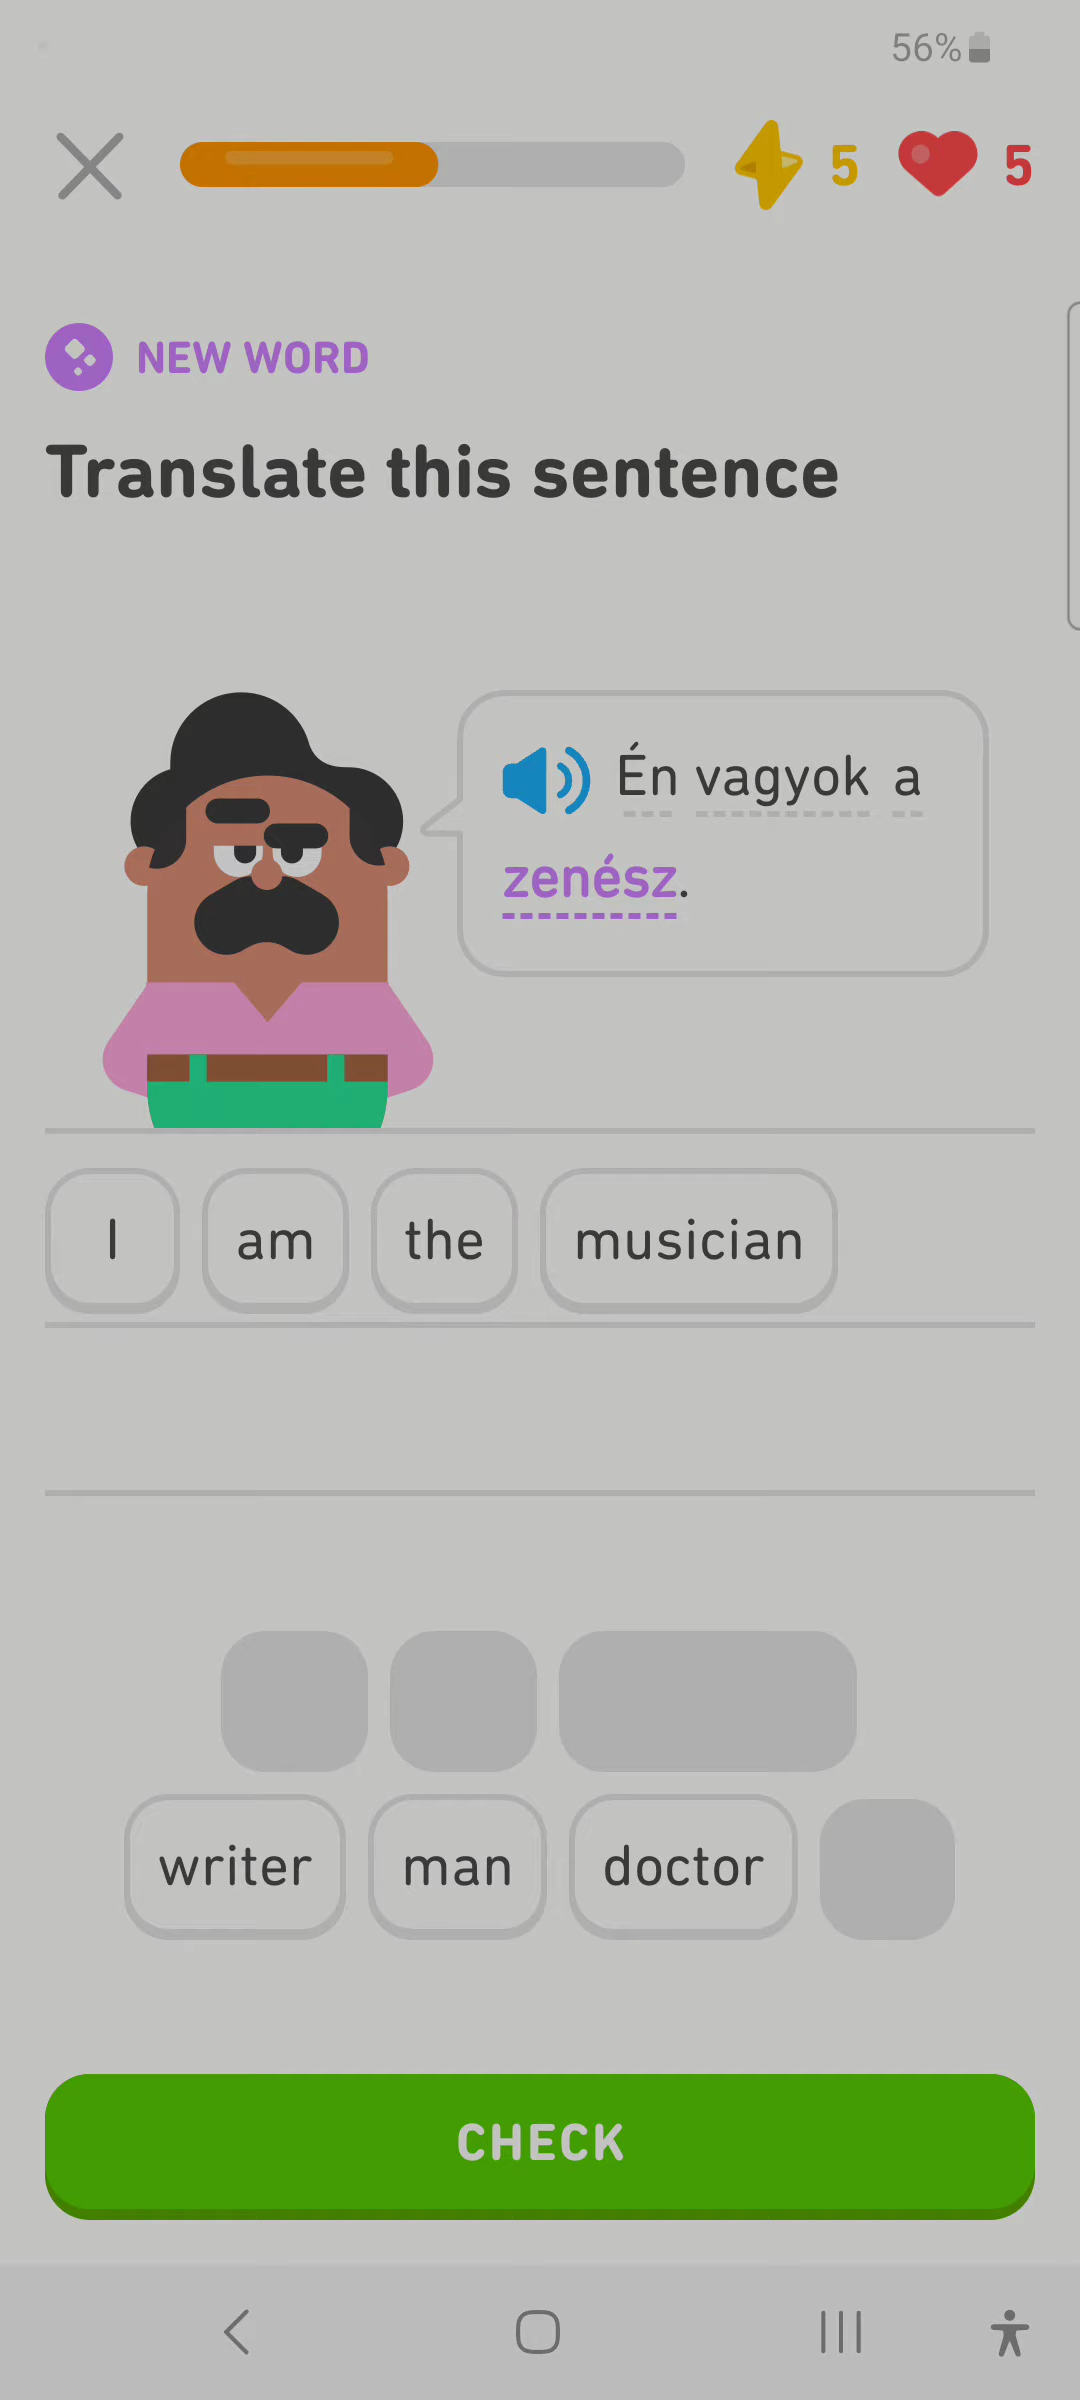 56%
5 5
NEW WORD
Translate this sentence
Én vagyok a
zenész.
I am the musician
writer man doctor
CHECK